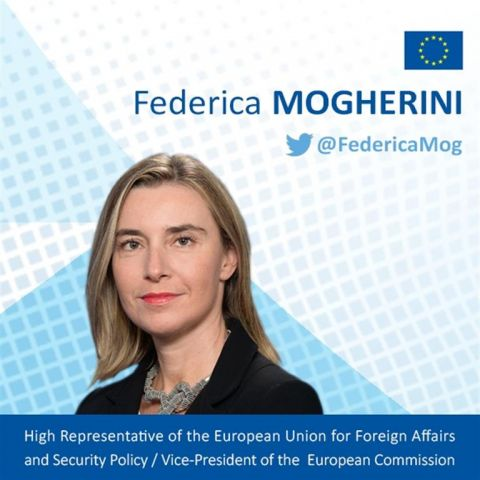 Federica MOGHERINI
@FedericaMog
High Representative of the European Union for Foreign Affairs
and Security Policy / Vice-President of the European Commission